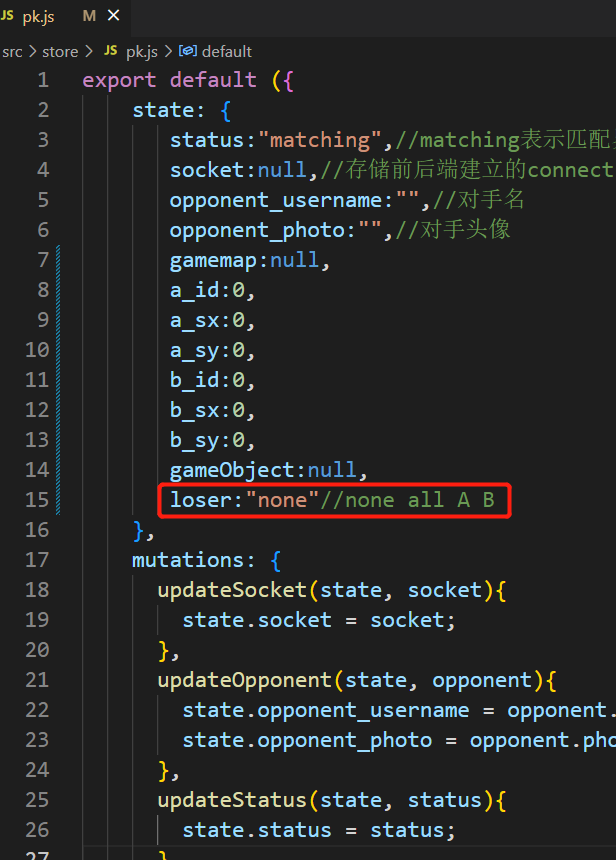 JS pk.js M ×
src > store > JS pk.js > default
1 export default ({
2 state: {
3 status:"matching",//matching表示匹配
4 socket:null,//存储前后端建立的connect
5 opponent_username:"",//对手名
6 opponent_photo:"",//对手头像
7 gamemap:null,
8 a_id:0,
9 a_sx:0,
10 a_sy:0,
11 b_id:0,
12 b_sx:0,
13 b_sy:0,
14 gameObject:null,
15 loser:"none"//none all A B
16 },
17 mutations: {
18 updateSocket(state, socket){
19 state.socket = socket;
20 },
21 updateOpponent(state, opponent){
22 state.opponent_username = opponent.
23 state.opponent_photo = opponent.pho
24 },
25 updateStatus(state, status){
26 state.status = status;
27 }